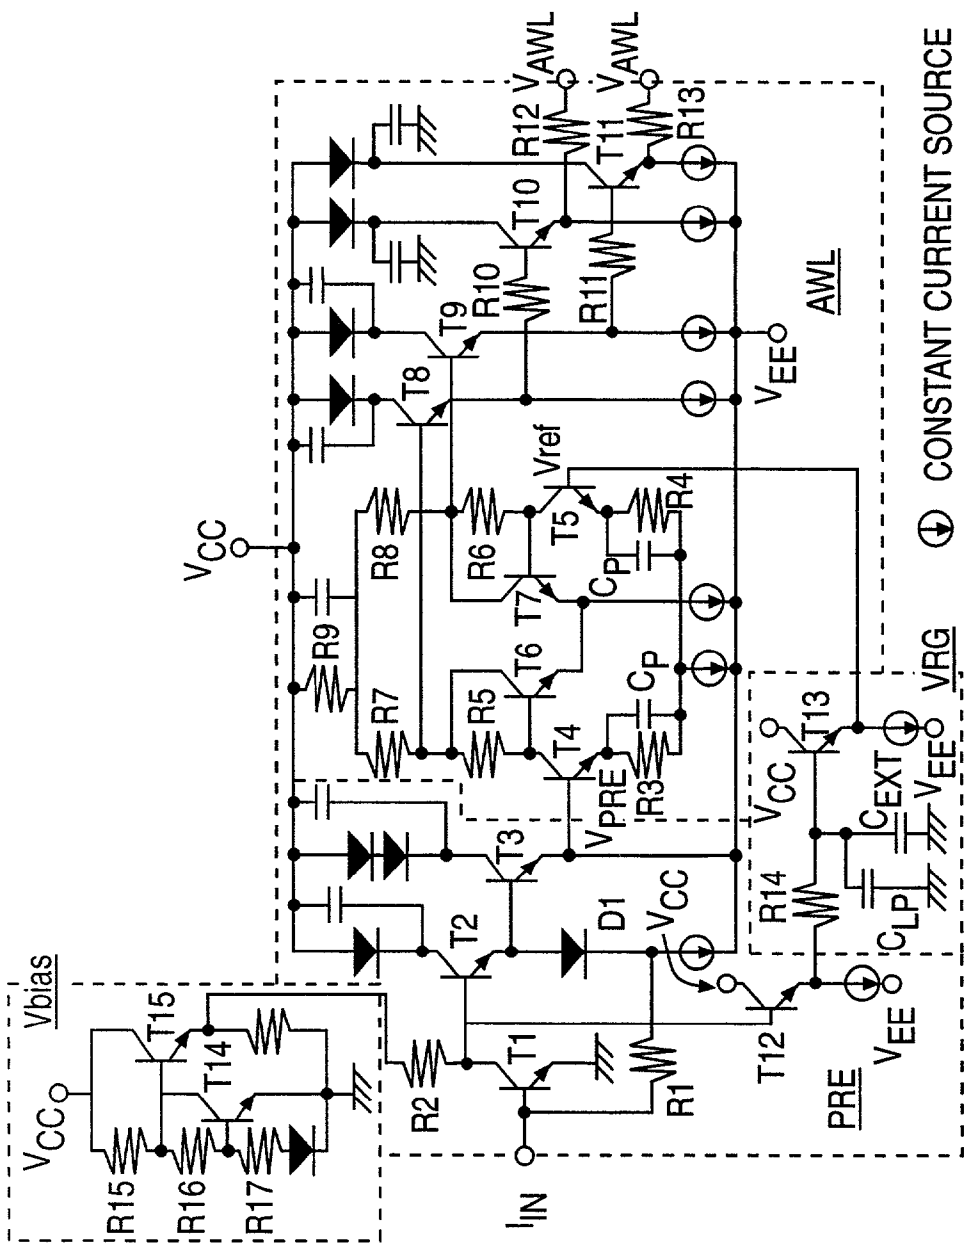 Vbias
VCC
R15
R16
R17
T15
T14
R2
IIN
T1
R1
T2
D1
T3
VCC
T12
VEE
PRE
VCC
R9
R7
R8
R5
R6
T6
T7
T4
T5
VPRE
Vref
R3
CP
CP
R4
T8
T9
R10
R11
T10
T11
R12
R13
VAWL
VAWL
VEE
AWL
R14
CLP
CEXT
VCC
T13
VEE
VRG
CONSTANT CURRENT SOURCE